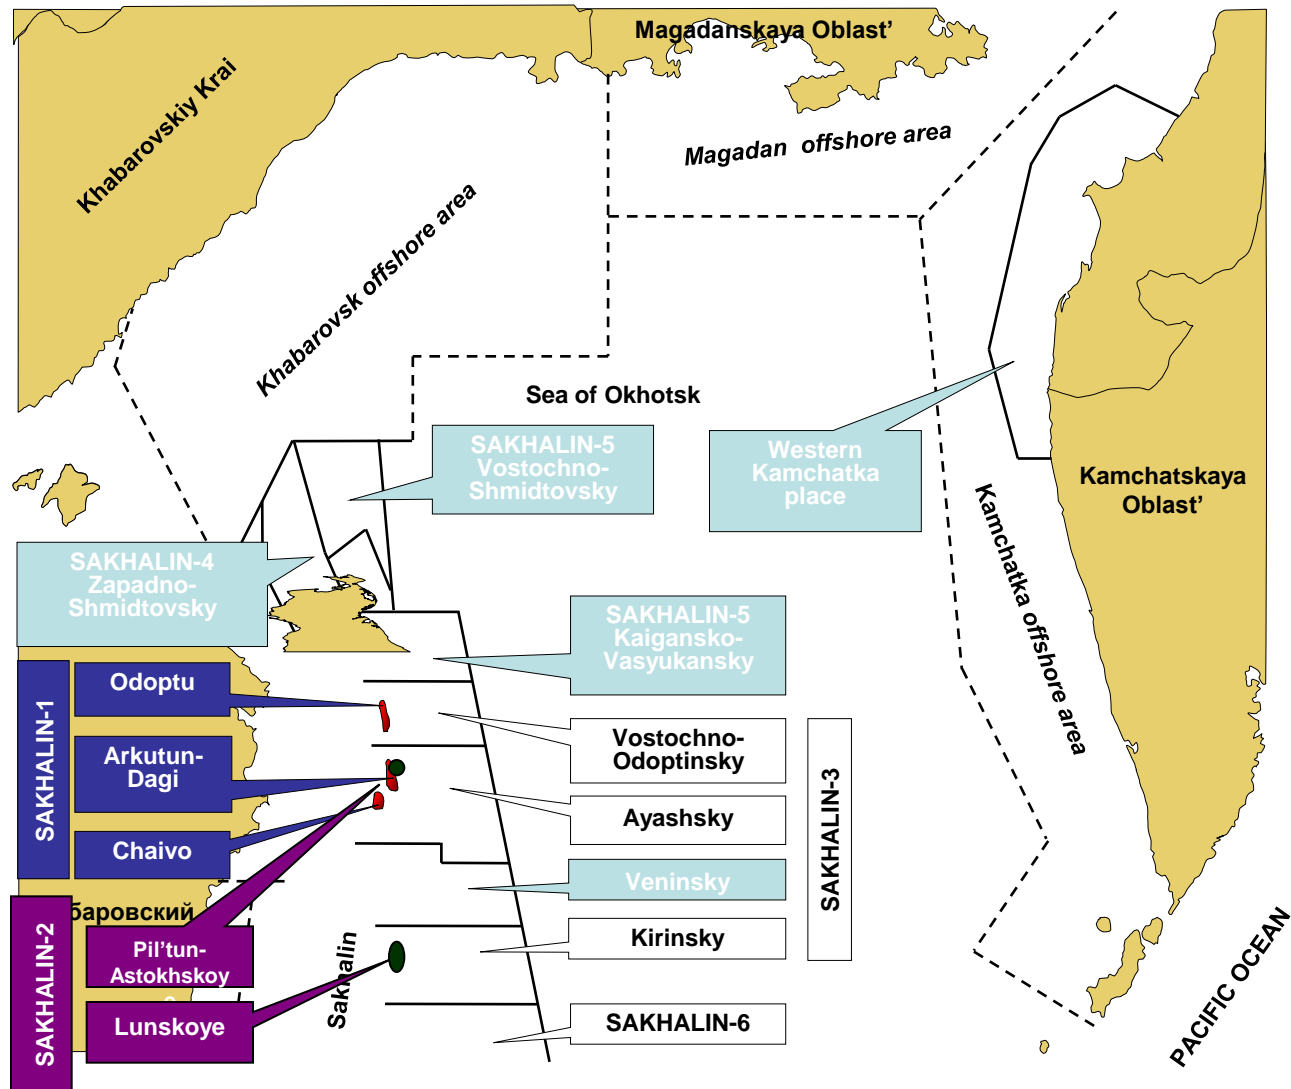 Magadanskaya Oblast’
Khabarovskiy Krai
Magadan offshore area
Khabarovsk offshore area
Sea of Okhotsk
SAKHALIN-5
Vostochno-
Shmidtovsky
Western
Kamchatka
place
Kamchatskaya
Oblast’
Kamchatka offshore area
SAKHALIN-4
Zapadno-
Shmidtovsky
SAKHALIN-5
Kaigansko-
Vasyukansky
SAKHALIN-1
Odoptu
Arkutun-
Dagi
Chaivo
Vostochno-
Odoptinsky
Ayashsky
Veninsky
Kirinsky
SAKHALIN-3
SAKHALIN-6
SAKHALIN-2
баровский
Pil’tun-
Astokhskoy
Lunskoye
Sakhalin
PACIFIC OCEAN